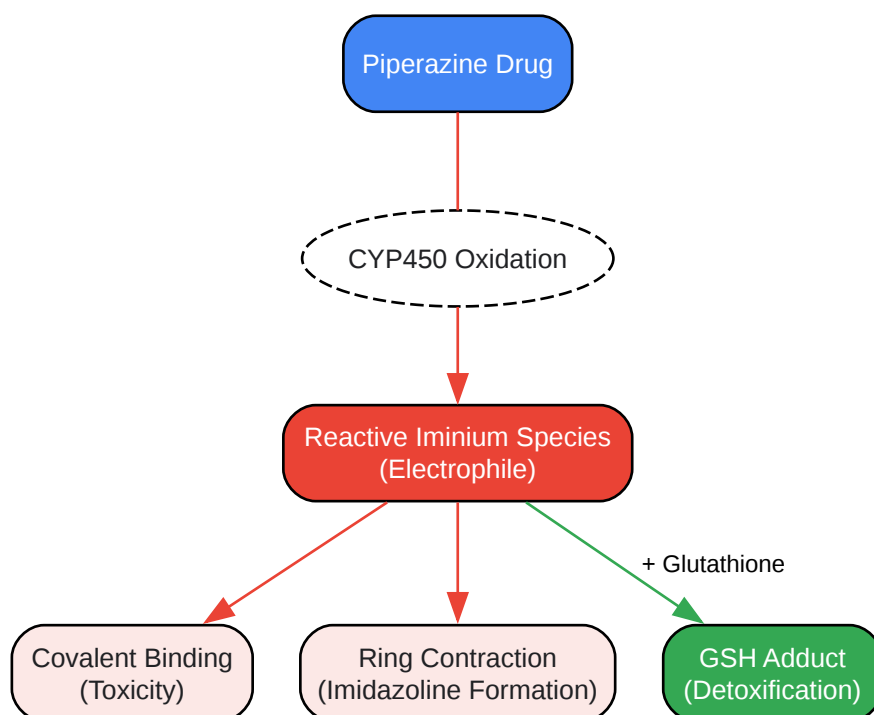 Piperazine Drug
CYP450 Oxidation
Reactive Iminium Species
(Electrophile)
+ Glutathione
Covalent Binding
(Toxicity)
Ring Contraction
(Imidazoline Formation)
GSH Adduct
(Detoxification)